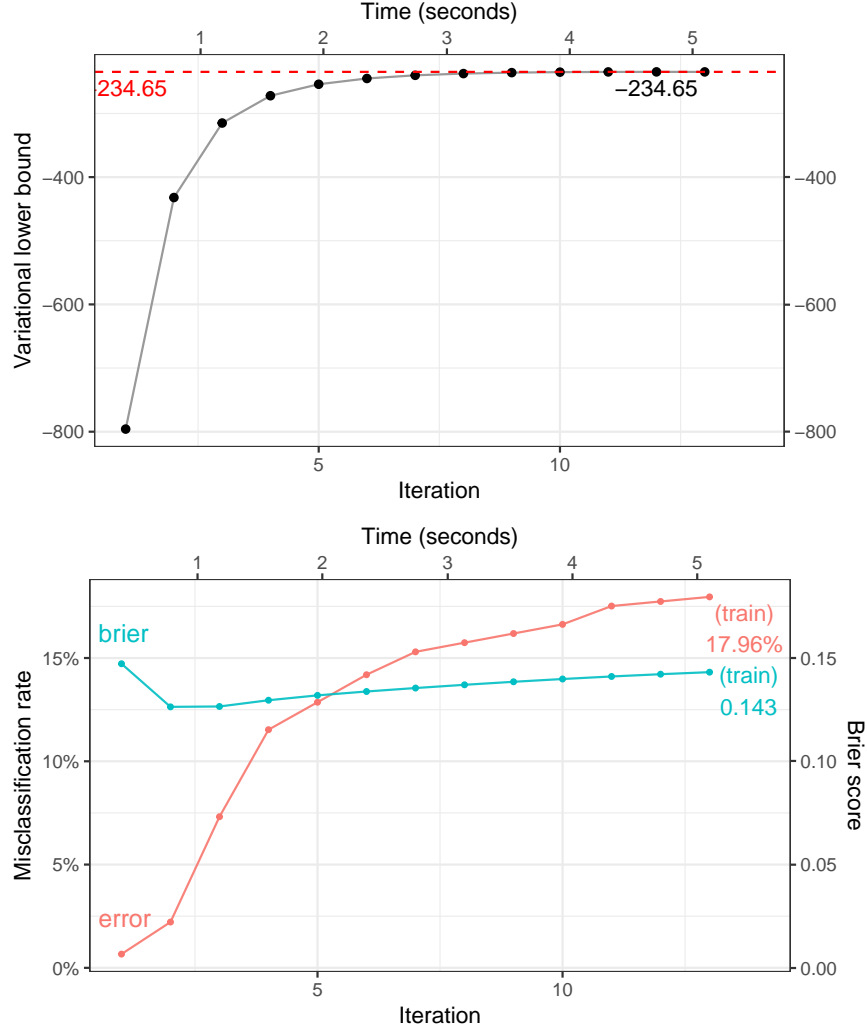 Time (seconds)
1 2 3 4 5
-234.65 −234.65
Variational lower bound
−400 −400
−600 −600
−800 −800
5 10
Iteration
Time (seconds)
1 2 3 4 5
(train)
brier
17.96%
15% 0.15
(train)
0.143
Misclassification rate
10% 0.10
Brier score
5% 0.05
error
0% 0.00
5 10
Iteration